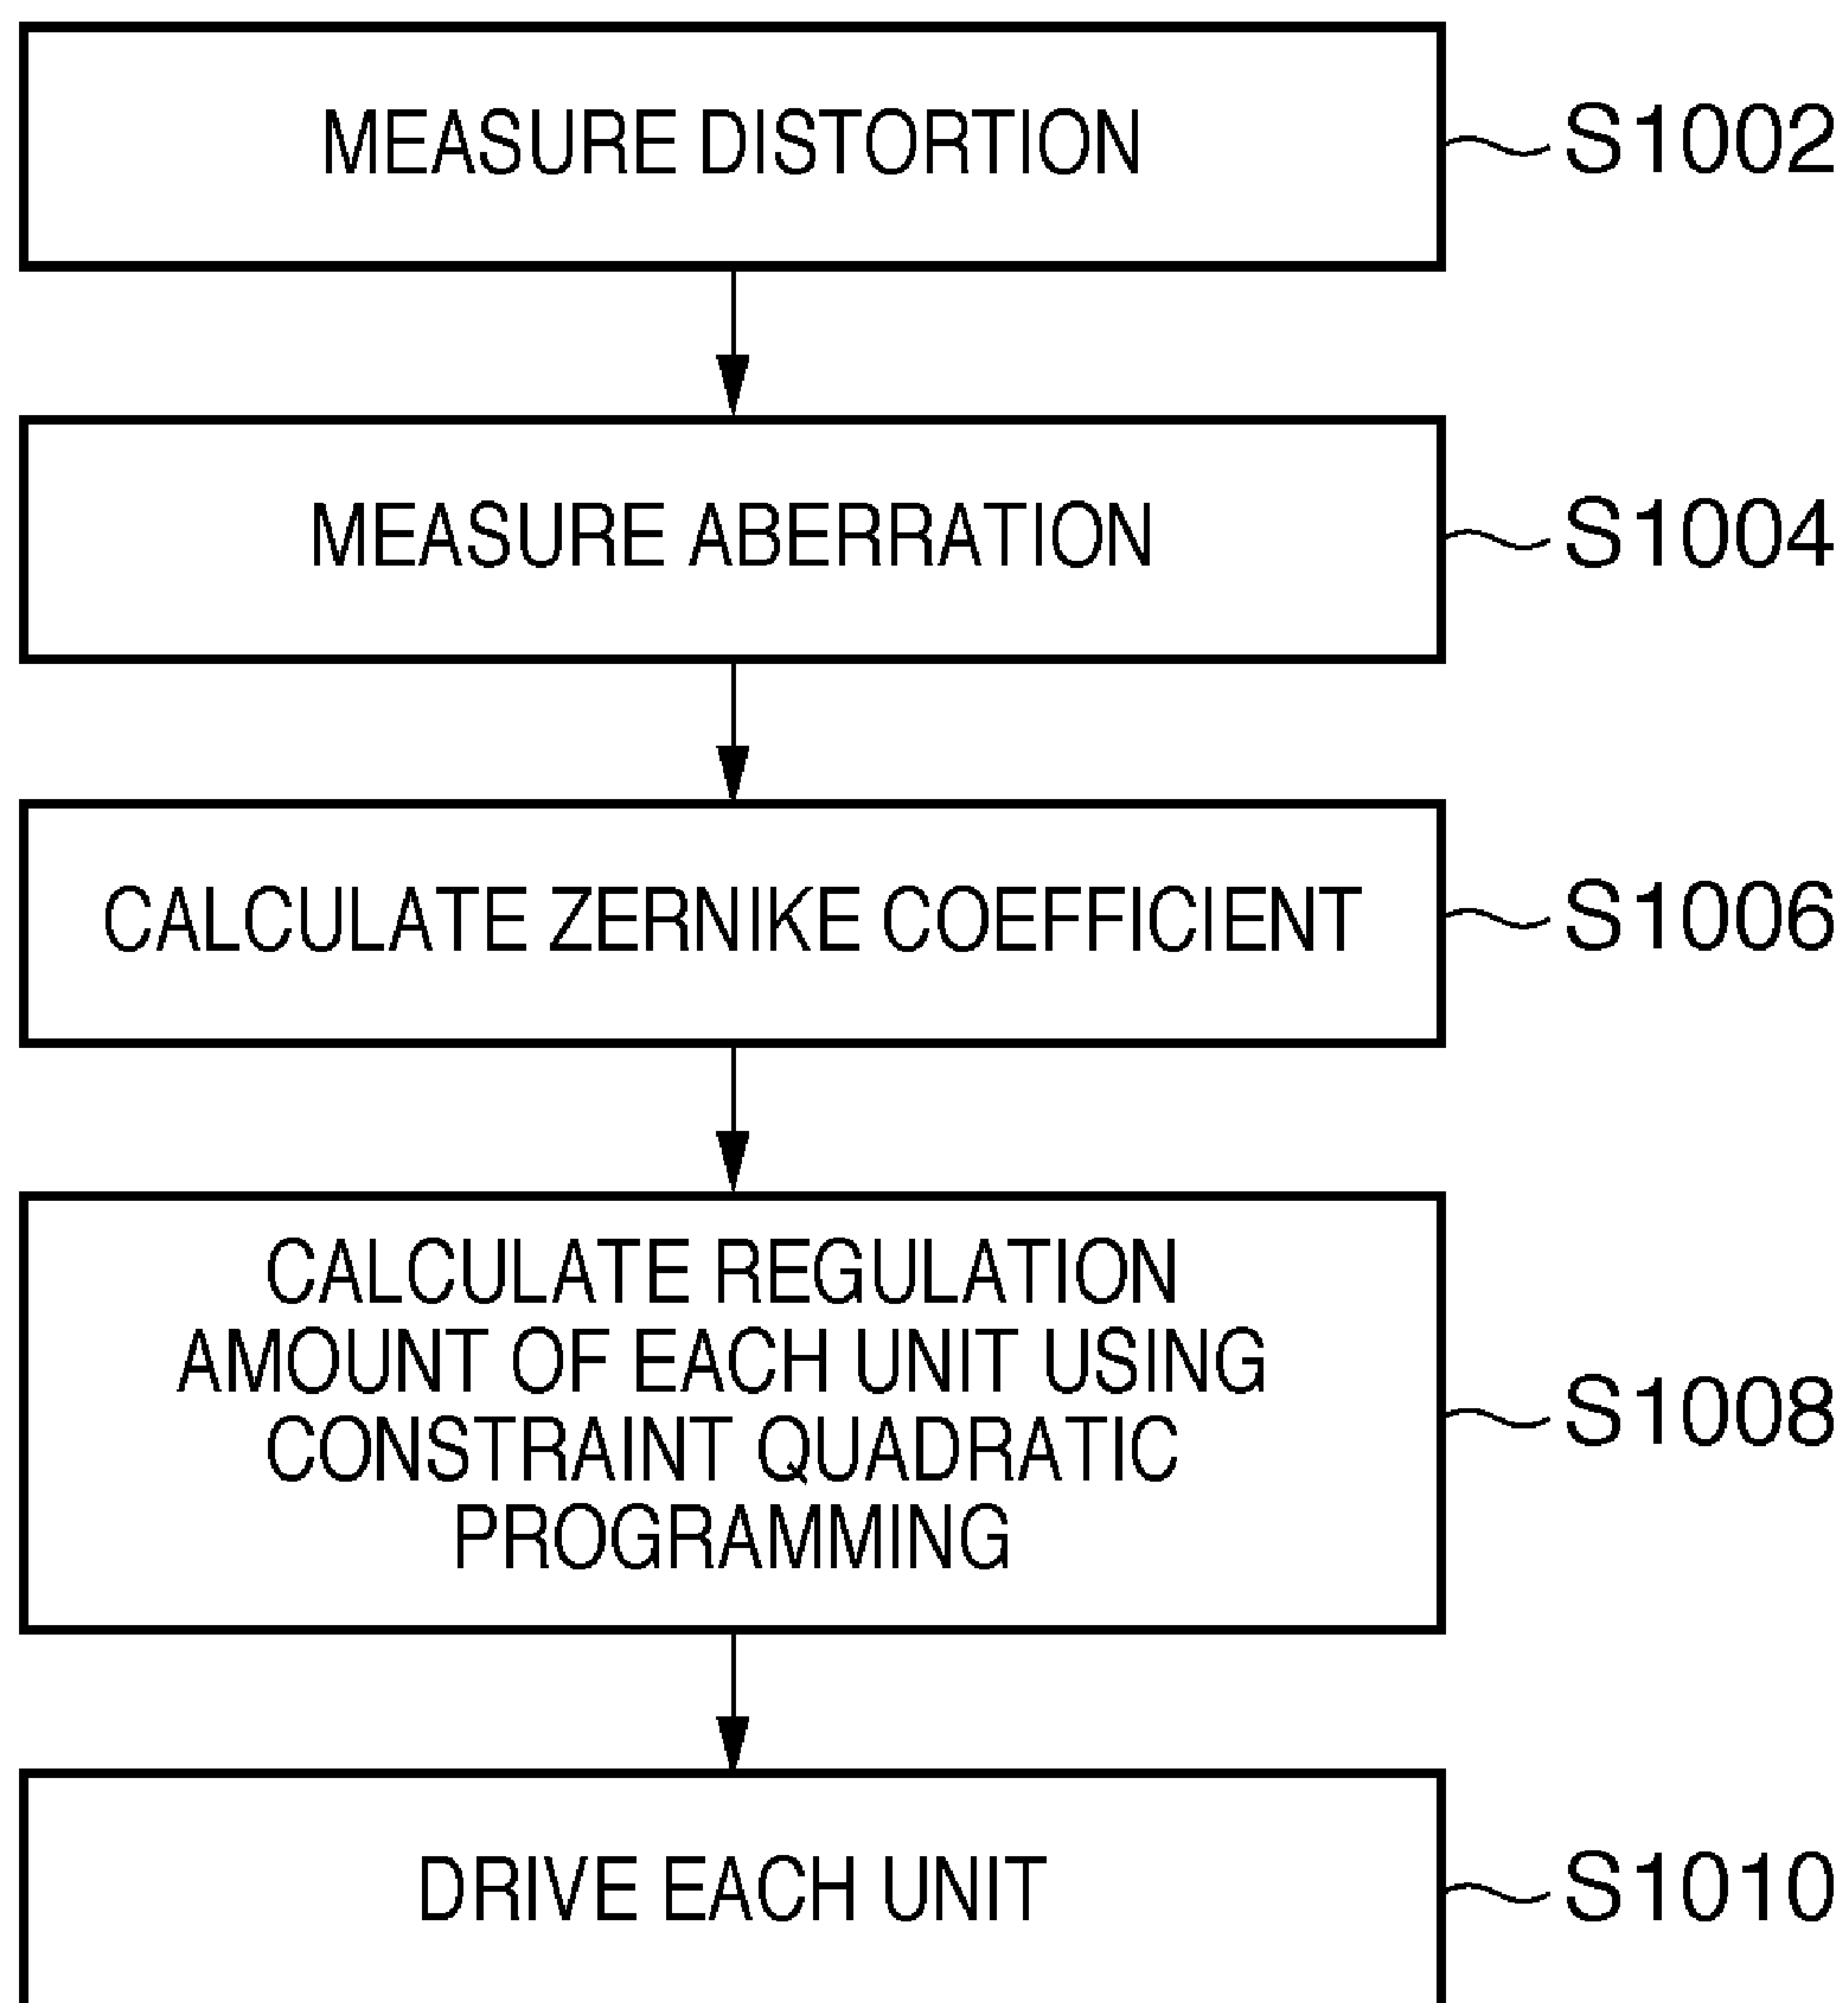 MEASURE DISTORTION
S1002
MEASURE ABERRATION
S1004
CALCULATE ZERNIKE COEFFICIENT
S1006
CALCULATE REGULATION
AMOUNT OF EACH UNIT USING
CONSTRAINT QUADRATIC
PROGRAMMING
S1008
DRIVE EACH UNIT
S1010